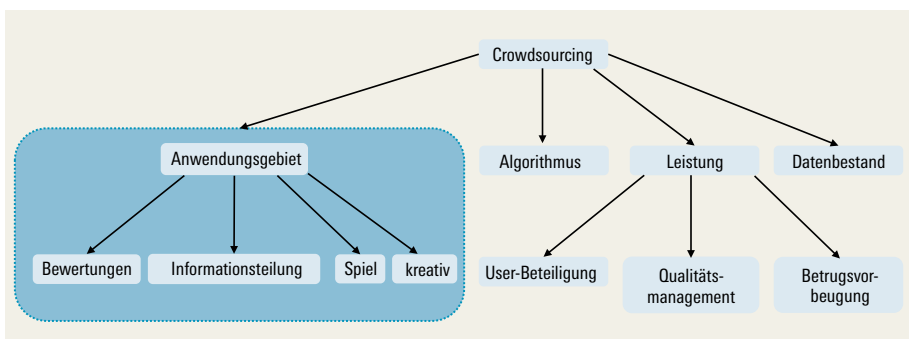 Crowdsourcing
Anwendungsgebiet
Algorithmus
Leistung
Datenbestand
Bewertungen
Informationsteilung
Spiel
kreativ
User-Beteiligung
Qualitäts-
management
Betrugsvor-
beugung